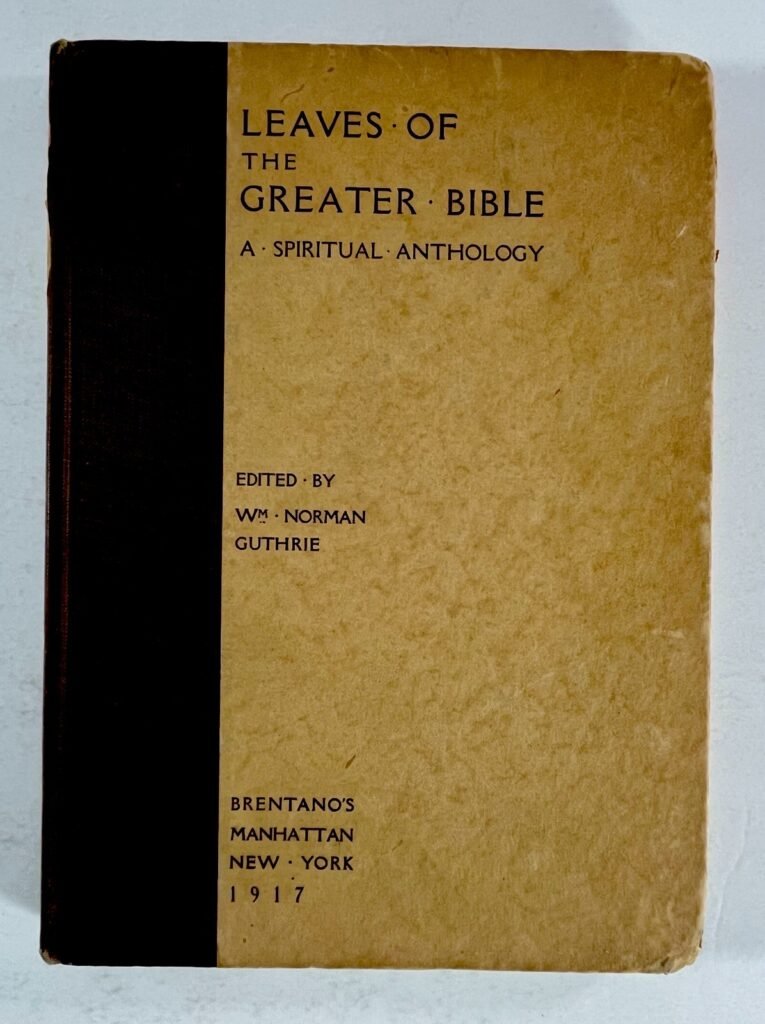 LEAVES · OF
THE
GREATER · BIBLE
A · SPIRITUAL · ANTHOLOGY
EDITED · BY
WM · NORMAN
GUTHRIE
BRENTANO'S
MANHATTAN
NEW · YORK
1917